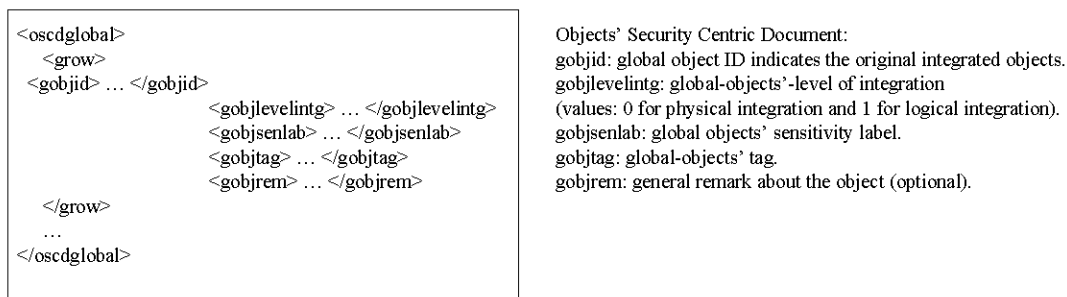 <oscdglobal>
<grow>
<gobjid> … </gobjid>
<gobjlevelintg> … </gobjlevelintg>
<gobjsenlab> … </gobjsenlab>
<gobjtag> … </gobjtag>
<gobjrem> … </gobjrem>
</grow>
…
</oscdglobal>
Objects’ Security Centric Document:
gobjid: global object ID indicates the original integrated objects.
gobjlevelintg: global-objects’-level of integration
(values: 0 for physical integration and 1 for logical integration).
gobjsenlab: global objects’ sensitivity label.
gobjtag: global-objects’ tag.
gobjrem: general remark about the object (optional).